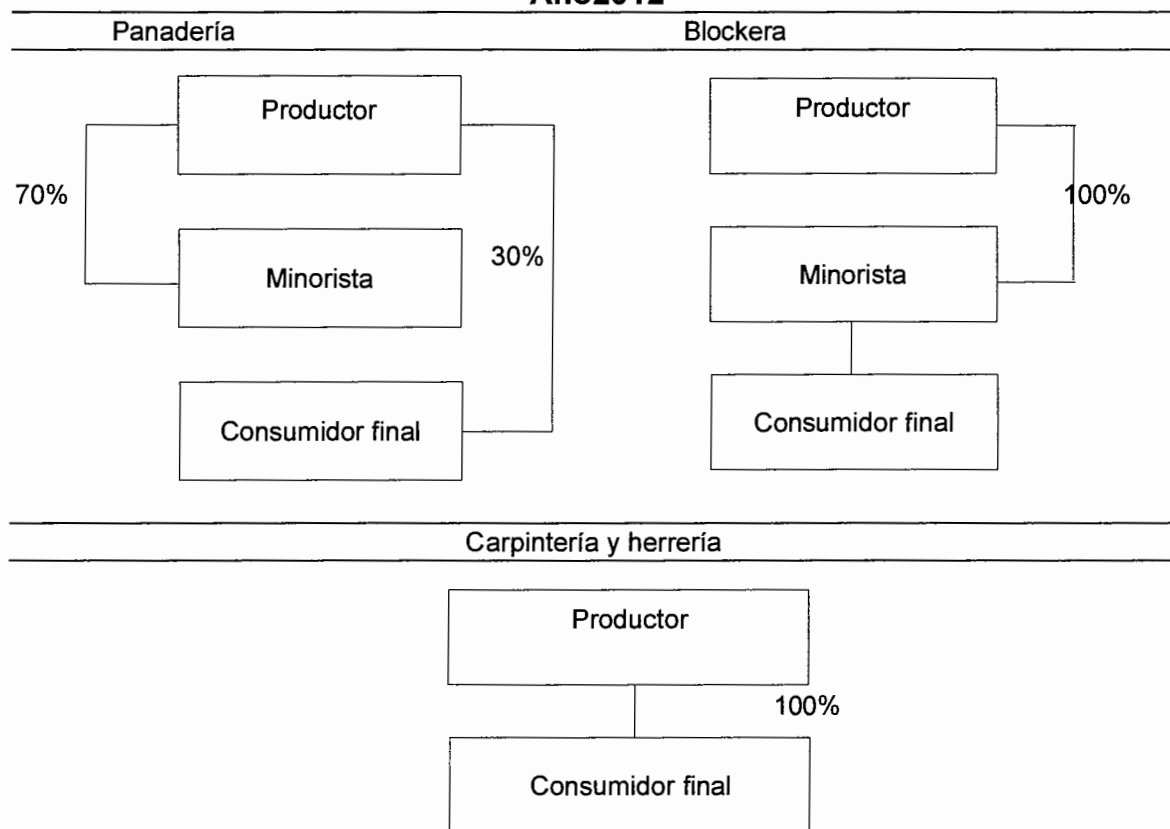 Panadería
Blockera
Productor
Productor
70%
100%
30%
Minorista
Minorista
Consumidor final
Consumidor final
Carpintería y herrería
Productor
100%
Consumidor final